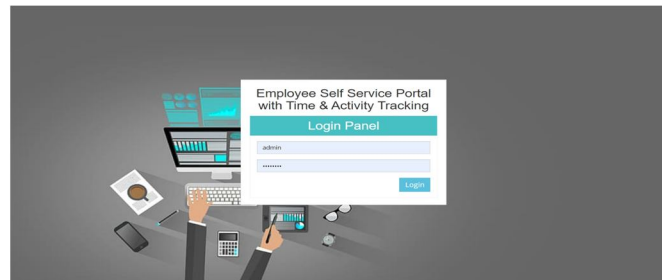 Employee Self Service Portal
with Time & Activity Tracking
Login Panel
admin
••••••••
Login